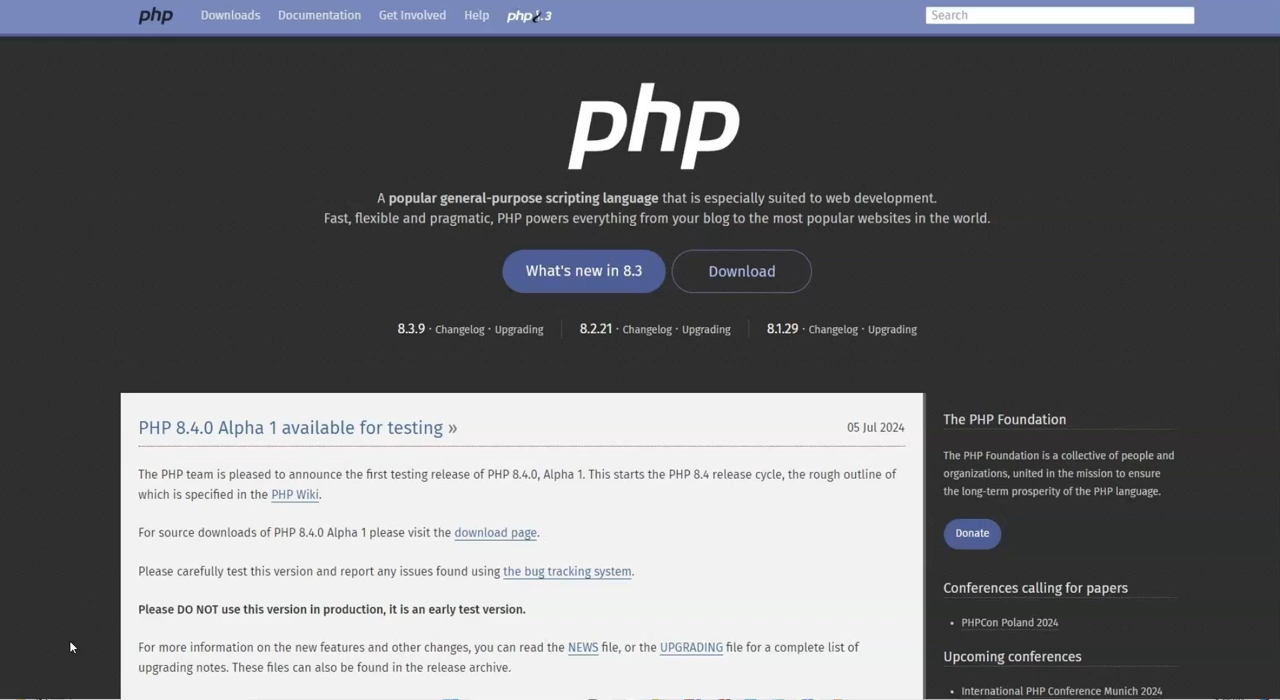 php Downloads Documentation Get Involved Help php8.3 Search
php
A popular general-purpose scripting language that is especially suited to web development.
Fast, flexible and pragmatic, PHP powers everything from your blog to the most popular websites in the world.
What's new in 8.3 Download
8.3.9 · Changelog · Upgrading 8.2.21 · Changelog · Upgrading 8.1.29 · Changelog · Upgrading
PHP 8.4.0 Alpha 1 available for testing » 05 Jul 2024
The PHP team is pleased to announce the first testing release of PHP 8.4.0, Alpha 1. This starts the PHP 8.4 release cycle, the rough outline of
which is specified in the PHP Wiki.
For source downloads of PHP 8.4.0 Alpha 1 please visit the download page.
Please carefully test this version and report any issues found using the bug tracking system.
Please DO NOT use this version in production, it is an early test version.
For more information on the new features and other changes, you can read the NEWS file, or the UPGRADING file for a complete list of
upgrading notes. These files can also be found in the release archive.
The PHP Foundation
The PHP Foundation is a collective of people and
organizations, united in the mission to ensure
the long-term prosperity of the PHP language.
Donate
Conferences calling for papers
• PHPCon Poland 2024
Upcoming conferences
• International PHP Conference Munich 2024